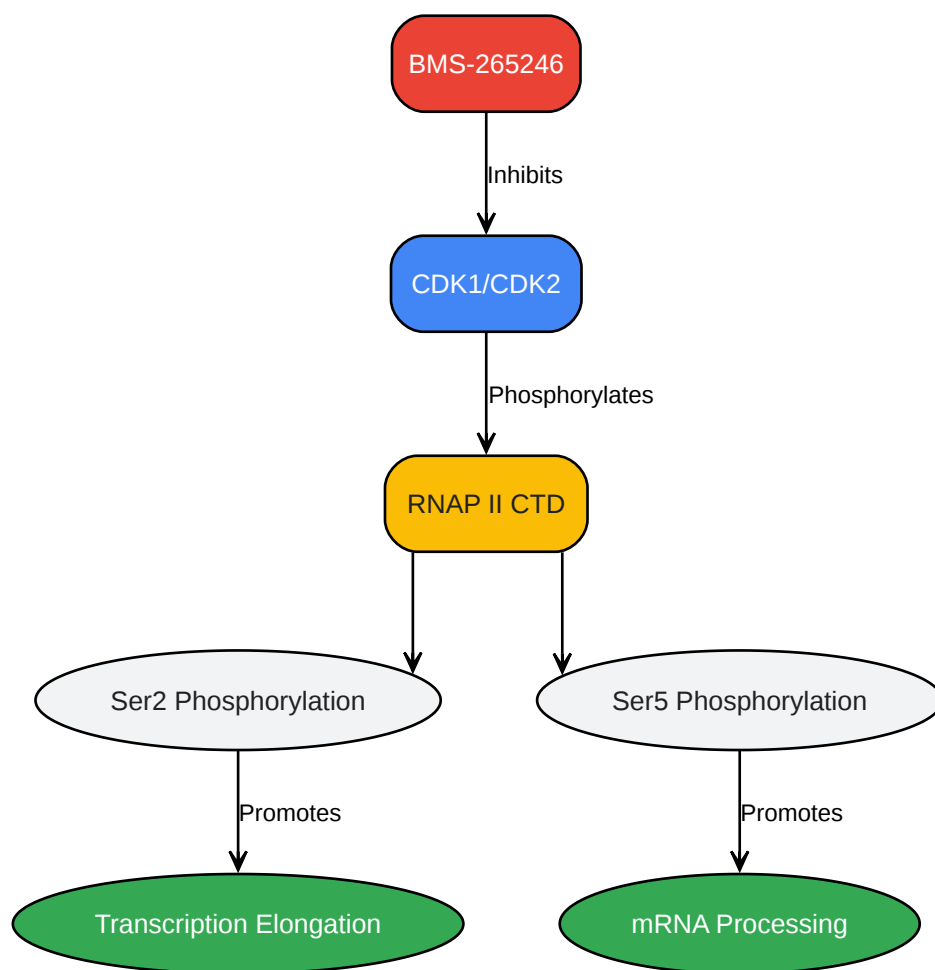 BMS-265246
Inhibits
CDK1/CDK2
Phosphorylates
RNAP II CTD
Ser2 Phosphorylation
Ser5 Phosphorylation
Promotes
Promotes
Transcription Elongation
mRNA Processing